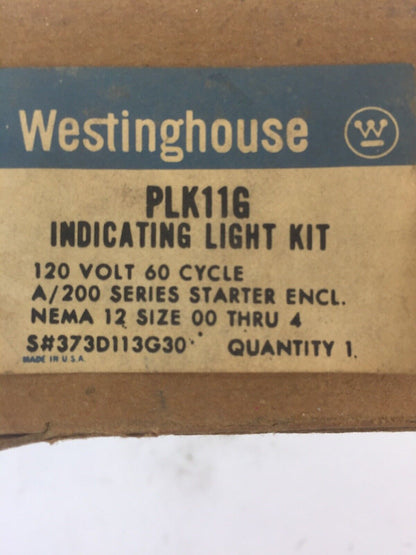 Westinghouse W
PLK11G
INDICATING LIGHT KIT
120 VOLT 60 CYCLE
A/200 SERIES STARTER ENCL.
NEMA 12 SIZE 00 THRU 4
S#373D113G30 QUANTITY 1
MADE IN U.S.A.